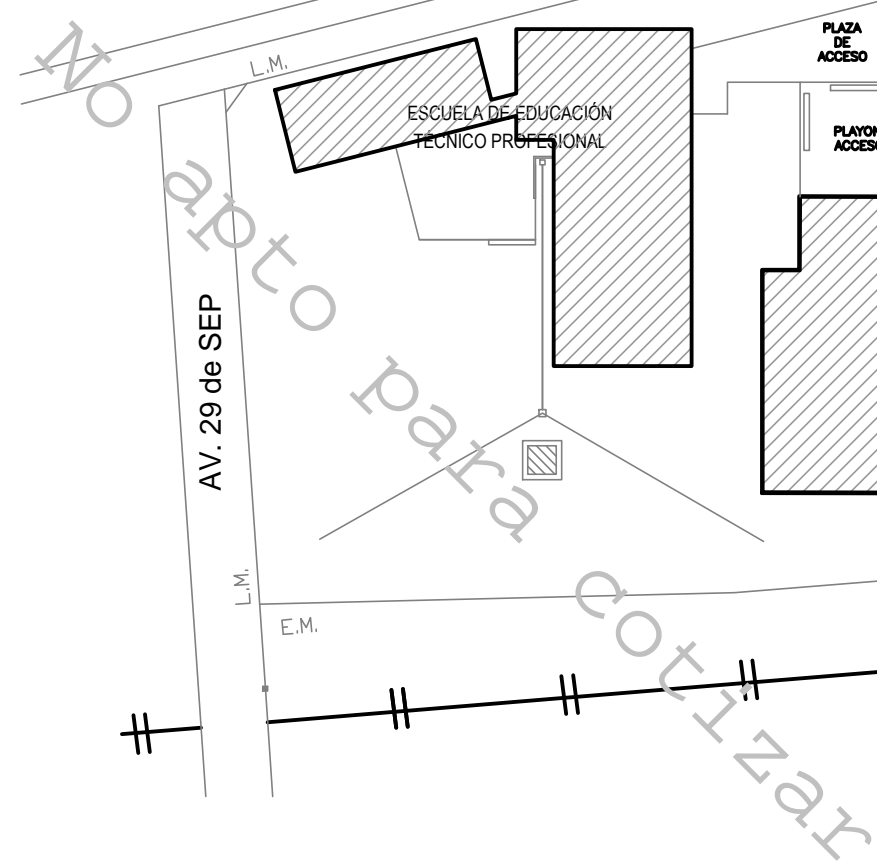 PLAZA
DE
ACCESO
L.M.
ESCUELA DE EDUCACIÓN
TÉCNICO PROFESIONAL
AV. 29 de SEP
L.M.
E.M.
No apto para cotizar